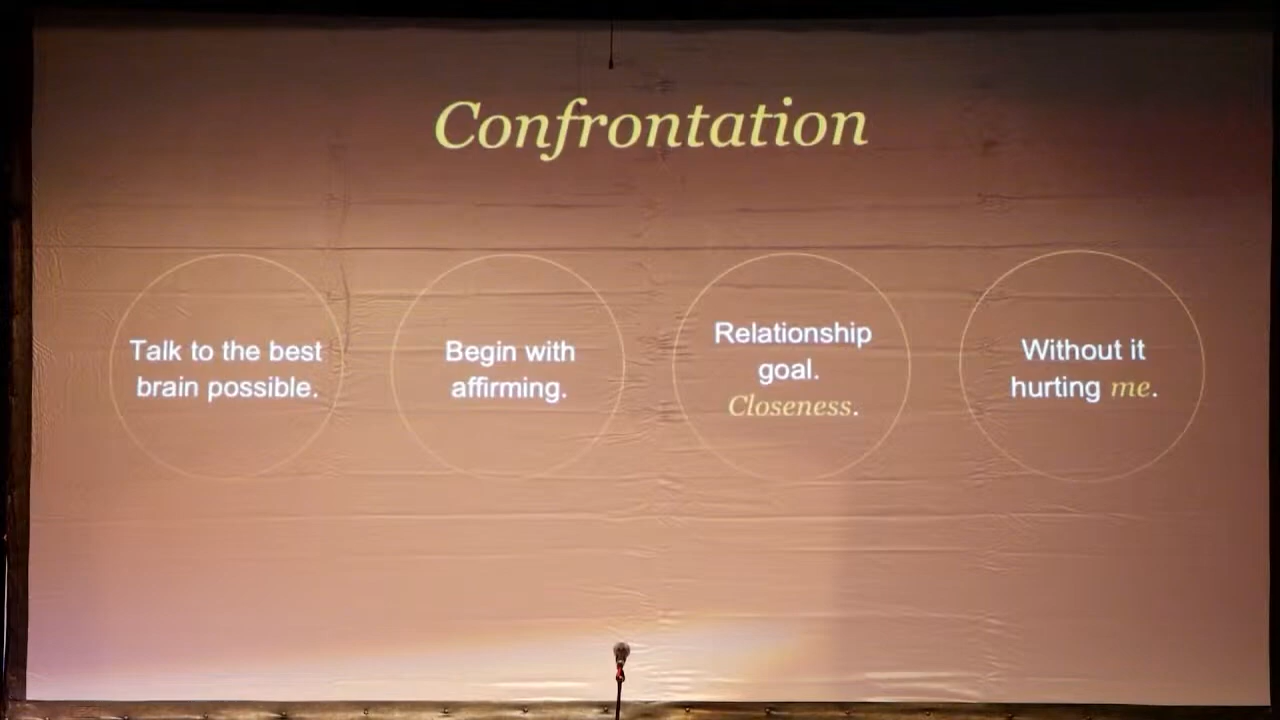 Confrontation
Talk to the best
brain possible.
Begin with
affirming.
Relationship
goal.
Closeness.
Without it
hurting me.